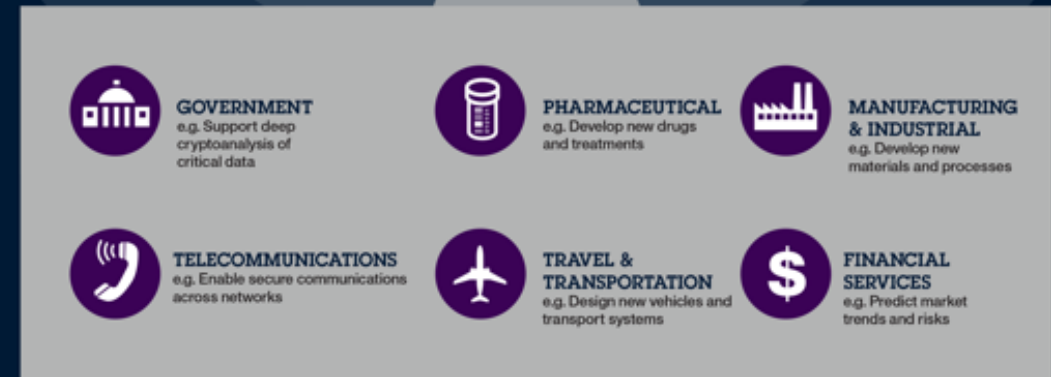 GOVERNMENT
e.g. Support deep
cryptoanalysis of
critical data
PHARMACEUTICAL
e.g. Develop new drugs
and treatments
MANUFACTURING
& INDUSTRIAL
e.g. Develop new
materials and processes
TELECOMMUNICATIONS
e.g. Enable secure communications
across networks
TRAVEL &
TRANSPORTATION
e.g. Design new vehicles and
transport systems
$
FINANCIAL
SERVICES
e.g. Predict market
trends and risks